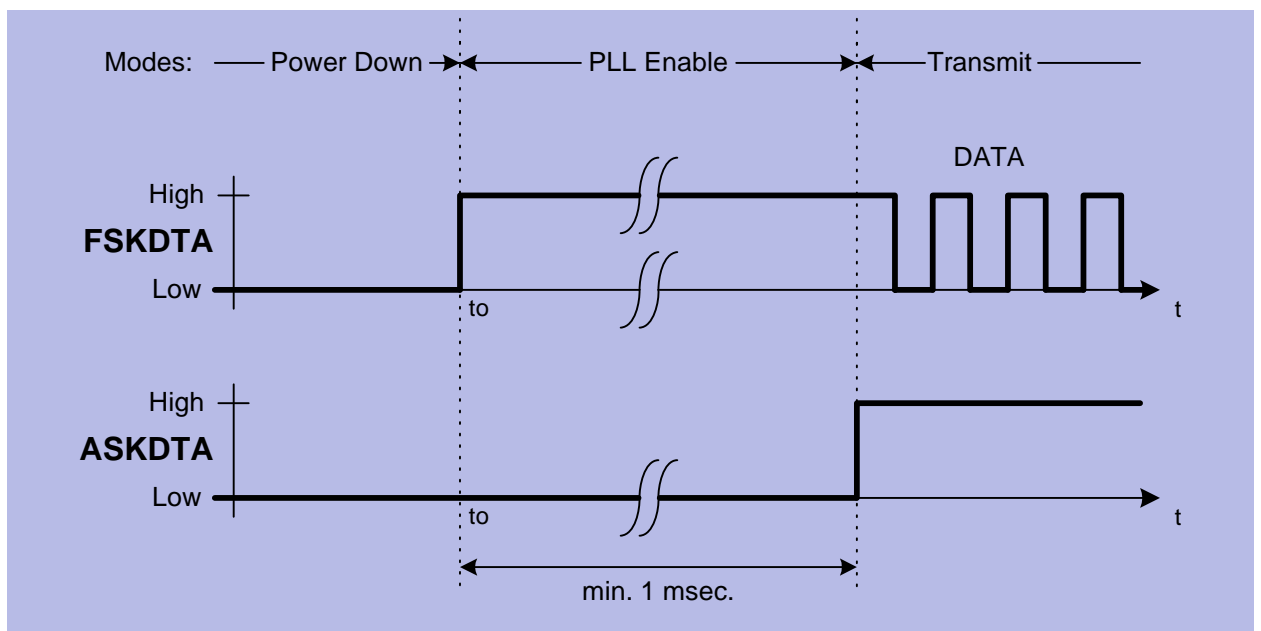 Modes: Power Down PLL Enable Transmit
DATA
High
FSKDTA
Low
to
t
High
ASKDTA
Low
to
t
min. 1 msec.